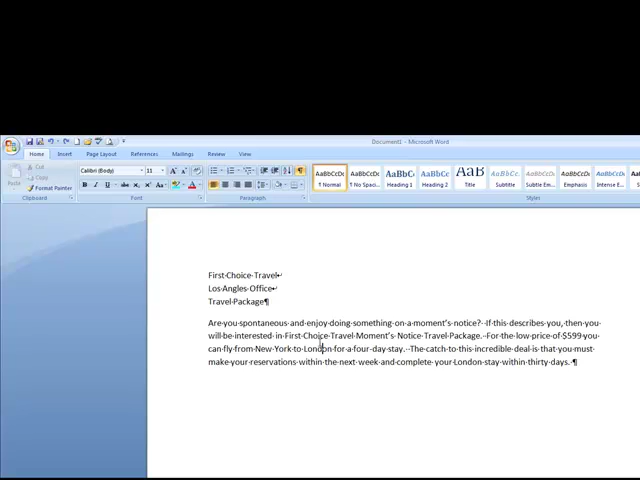 Document1 - Microsoft Word
Home Insert Page Layout References Mailings Review View
Cut
Copy
Paste
Format Painter
Calibri (Body) 11
Clipboard Font Paragraph Styles
AaBbCcDc AaBbCcDc AaBbCc AaBbCc AaB AaBbCc. AaBbCcDc AaBbCcDc AaBbCcDc
¶ Normal ¶ No Spaci... Heading 1 Heading 2 Title Subtitle Subtle Em... Emphasis Intense E...
First·Choice·Travel↵
Los·Angles·Office↵
Travel·Package¶
Are·you·spontaneous·and·enjoy·doing·something·on·a·moment's·notice?··If·this·describes·you,·then·you·
will·be·interested·in·First·Choice·Travel·Moment's·Notice·Travel·Package.··For·the·low·price·of·$599·you·
can·fly·from·New·York·to·London·for·a·four·day·stay.··The·catch·to·this·incredible·deal·is·that·you·must·
make·your·reservations·within·the·next·week·and·complete·your·London·stay·within·thirty·days.·¶